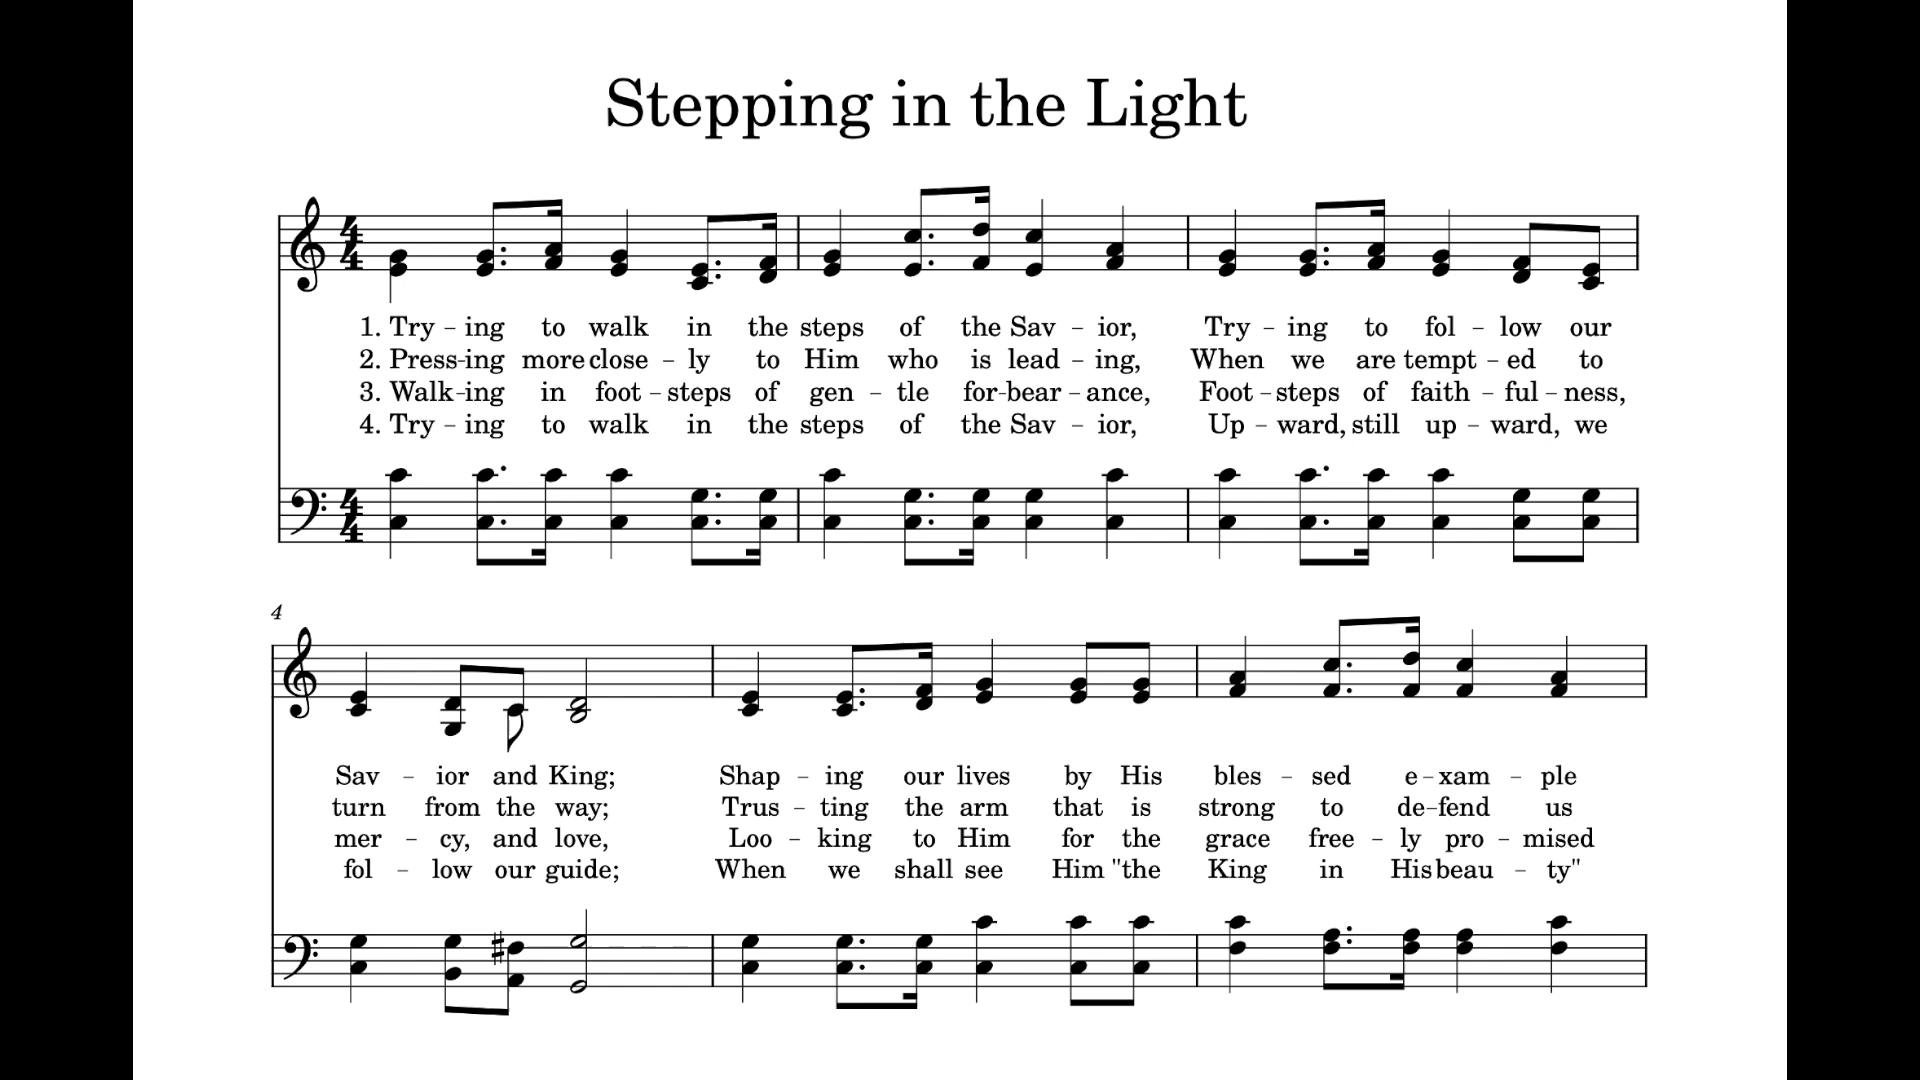 Stepping in the Light
1. Try – ing to walk in the steps of the Sav – ior, Try – ing to fol – low our
2. Press-ing more close – ly to Him who is lead – ing, When we are tempt – ed to
3. Walk-ing in foot – steps of gen – tle for-bear – ance, Foot – steps of faith – ful – ness,
4. Try – ing to walk in the steps of the Sav – ior, Up – ward, still up – ward, we
4
Sav – ior and King; Shap – ing our lives by His bles – sed e – xam – ple
turn from the way; Trus – ting the arm that is strong to de-fend us
mer – cy, and love, Loo – king to Him for the grace free – ly pro – mised
fol – low our guide; When we shall see Him "the King in His beau – ty"